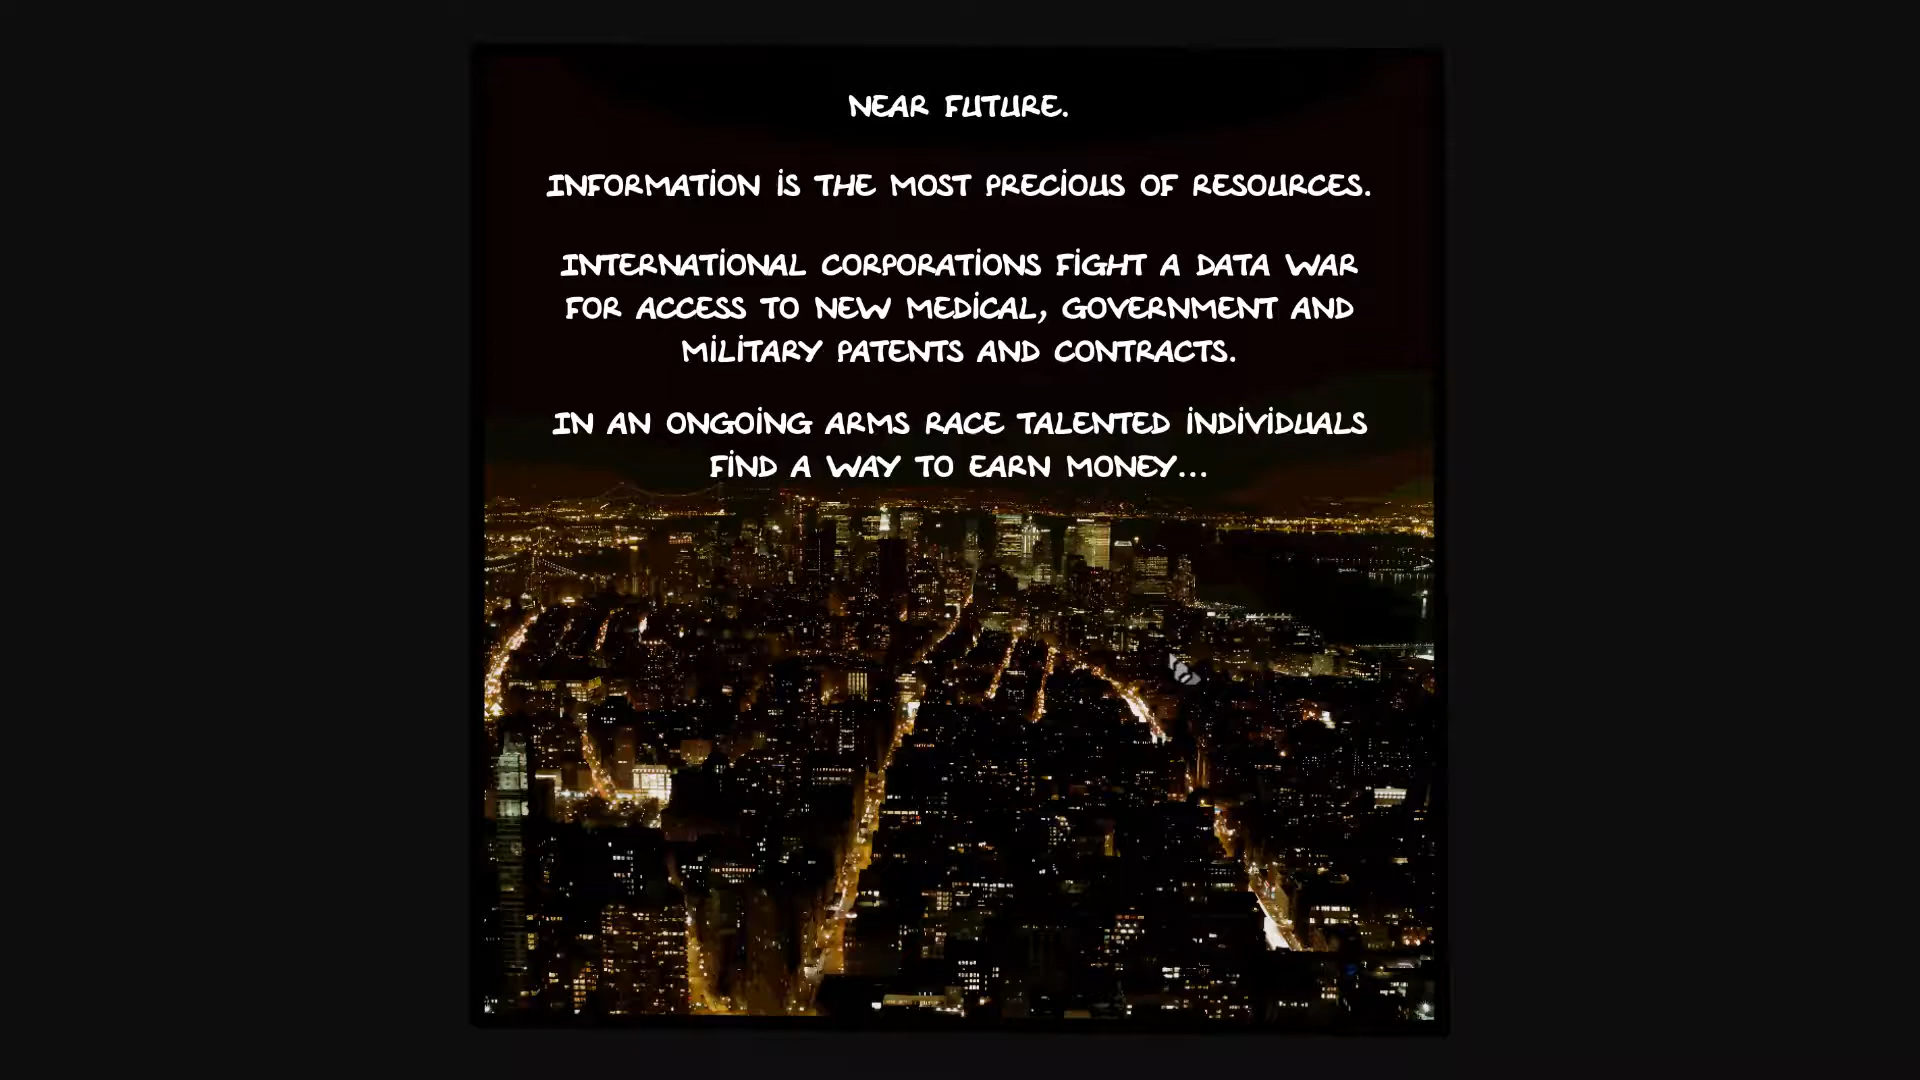 NEAR FUTURE.
INFORMATION IS THE MOST PRECIOUS OF RESOURCES.
INTERNATIONAL CORPORATIONS FIGHT A DATA WAR
FOR ACCESS TO NEW MEDICAL, GOVERNMENT AND
MILITARY PATENTS AND CONTRACTS.
IN AN ONGOING ARMS RACE TALENTED INDIVIDUALS
FIND A WAY TO EARN MONEY...